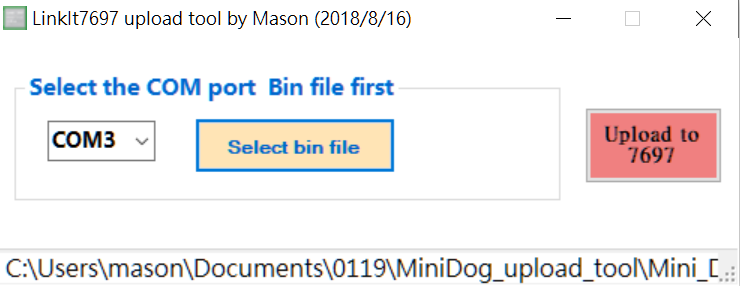 LinkIt7697 upload tool by Mason (2018/8/16)
Select the COM port  Bin file first
COM3
Select bin file
Upload to
7697
C:\Users\mason\Documents\0119\MiniDog_upload_tool\Mini_